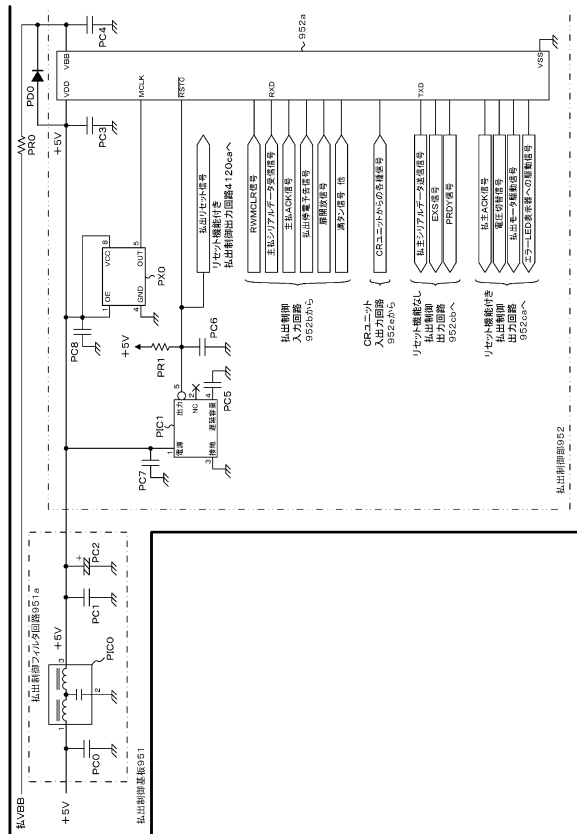 952a
PC4
VBB
VDD
MCLK
RSTC
RXD
TXD
VSS
PD0
PC3
+5V
PR0
払出リセット信号
リセット機能付き
払出制御出力回路4120caへ
RWMCLR信号
主払シリアルデータ受信信号
主払ACK信号
払出停電予告信号
扉開放信号
満タン信号 他
払出制御
入力回路
952bから
CRユニットからの各種信号
CRユニット
入出力回路
952eから
払主シリアルデータ送信信号
EXS信号
PRDY信号
リセット機能なし
払出制御
出力回路
952cbへ
払主ACK信号
電圧切替信号
払出モータ駆動信号
エラーLED表示器への駆動信号
リセット機能付き
払出制御
出力回路
952caへ
8
VCC
5
OUT
1
OE
4
GND
PX0
PC8
+5V
PR1
PC6
PIC1
5
出力
2
NC
4
遅延容量
PC5
1
電源
3
接地
PC7
払出制御部952
払出制御フィルタ回路951a
PC2
+
PC1
+5V
3
PIC0
2
1
PC0
払出制御基板951
払VBB
+5V